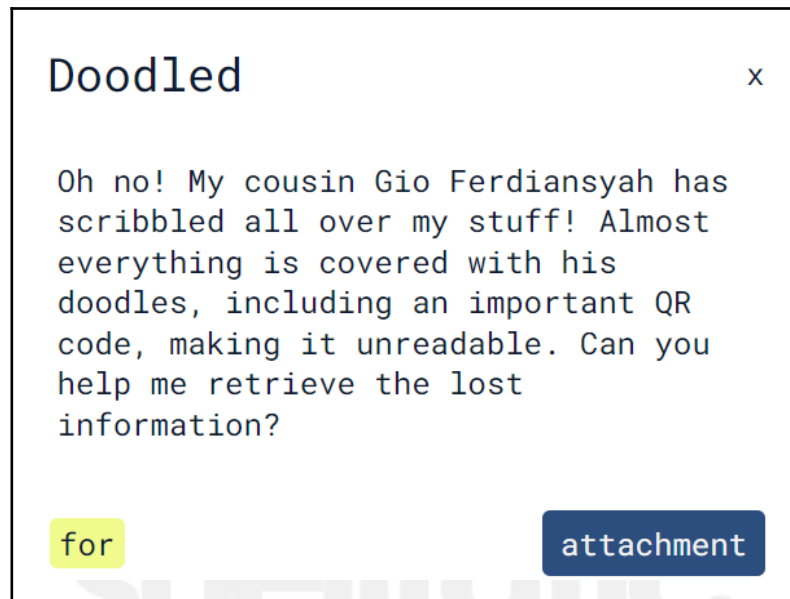 Doodled
x
Oh no! My cousin Gio Ferdiansyah has
scribbled all over my stuff! Almost
everything is covered with his
doodles, including an important QR
code, making it unreadable. Can you
help me retrieve the lost
information?
for
attachment